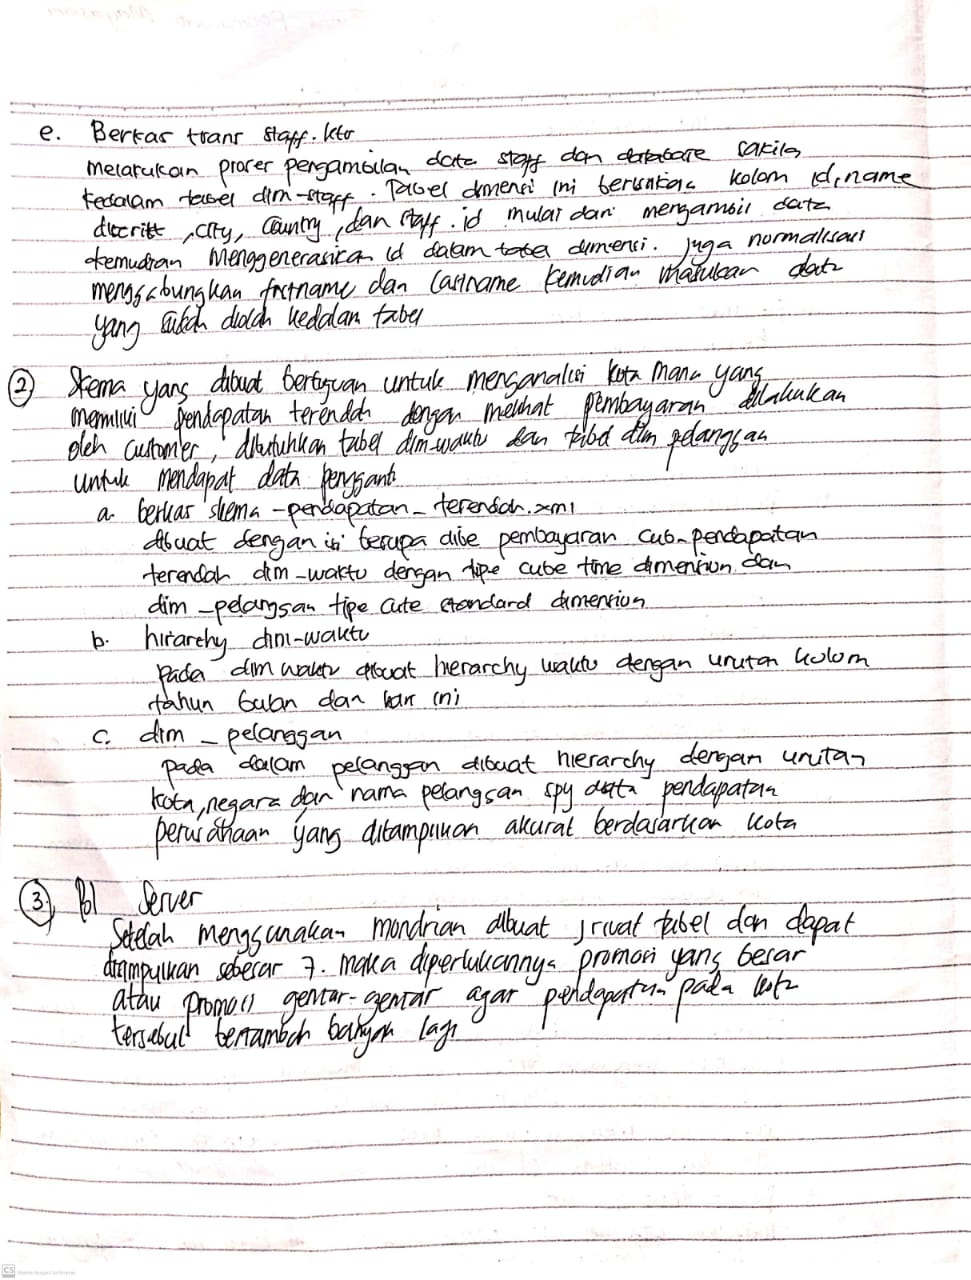 e. Berkas trans staff.ktr
Melakukan proses pengambilan data staff dan database sakila
kedalam tabel dim-staff. Tabel dimensi ini berisikan kolom id, name
district, city, Country, dan staff.id mulai dari mengambil data
kemudian Menggenerasikan id dalam tabel dimensi. juga normalisasi
menggabungkan firstname dan lastname kemudian masukan data
yang sudah diolah kedalam tabel
2 Skema yang dibuat bertujuan untuk menganalisi kota mana yang
memiliki pendapatan terendah dengan melihat pembayaran dilakukan
oleh customer, dibutuhkan tabel dim-waktu dan tabel dim pelanggan
untuk mendapat data
a. berkas skema-pendapatan-terendah.xml
dibuat dengan isi berupa cube pembayaran cub-pendapatan
terendah dim-waktu dengan tipe cube time dimention dan
dim-pelanggan tipe cute standard dimension
b. hirarchy dim-waktu
Pada dim waktu dibuat hierarchy waktu dengan urutan kolom
tahun bulan dan hari ini
c. dim-pelanggan
pada dalam pelanggan dibuat hierarchy dengan urutan
kota, negara dan nama pelanggan spy data pendapatan
perusahaan yang ditampilkan akurat berdasarkan kota
3. Server
Setelah menggunakan mondrian dibuat tabel dan dapat
ditampilkan sebesar 7. maka diperlukannya promosi yang besar
atau promosi gentar-gentar agar pendapatan pada kota
tersebut bertambah banyak lagi
CS